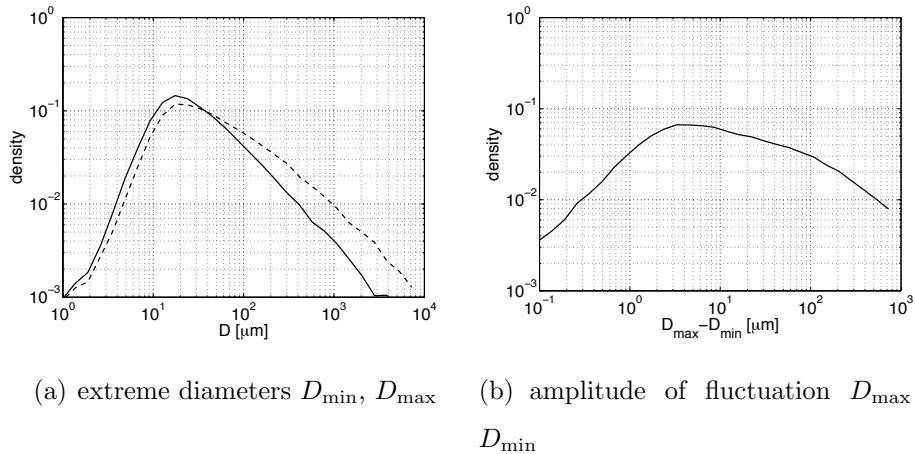 10^0
10^-1
10^-2
10^-3
density
10^0 10^1 10^2 10^3 10^4
D [μm]
10^0
10^-1
10^-2
10^-3
density
10^-1 10^0 10^1 10^2 10^3
D_max−D_min [μm]
(a) extreme diameters D_min, D_max
(b) amplitude of fluctuation D_max
D_min